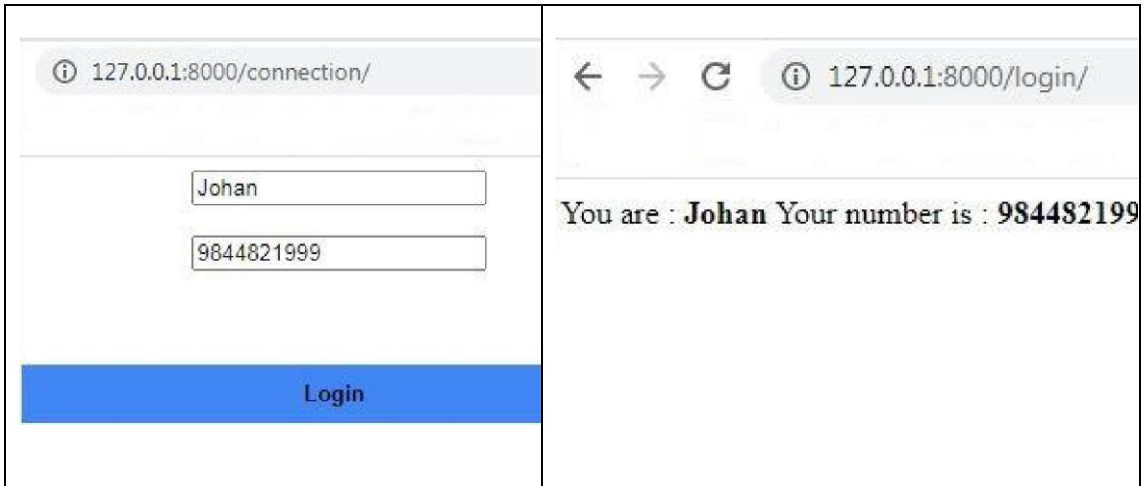 127.0.0.1:8000/connection/
Johan
9844821999
Login
127.0.0.1:8000/login/
You are : Johan Your number is : 984482199